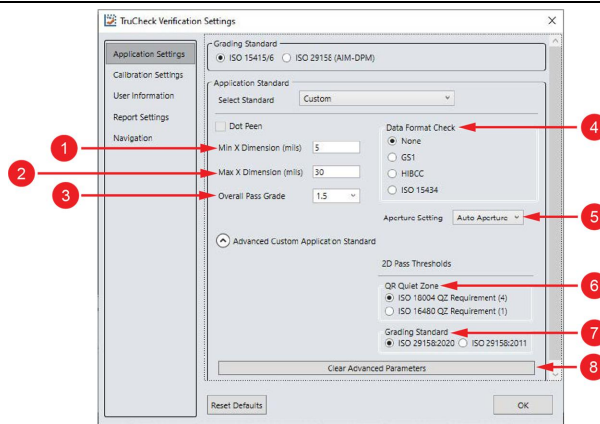 TruCheck Verification Settings
Application Settings
Calibration Settings
User Information
Report Settings
Navigation
Grading Standard
ISO 15415/6 ISO 29158 (AIM-DPM)
Application Standard
Select Standard Custom
Dot Peen
1 Min X Dimension (mils) 5
2 Max X Dimension (mils) 30
3 Overall Pass Grade 1.5
Data Format Check 4
None
GS1
HIBCC
ISO 15434
Aperture Setting Auto Aperture 5
Advanced Custom Application Standard
2D Pass Thresholds
QR Quiet Zone 6
ISO 18004 QZ Requirement (4)
ISO 16480 QZ Requirement (1)
Grading Standard 7
ISO 29158:2020 ISO 29158:2011
Clear Advanced Parameters 8
Reset Defaults OK